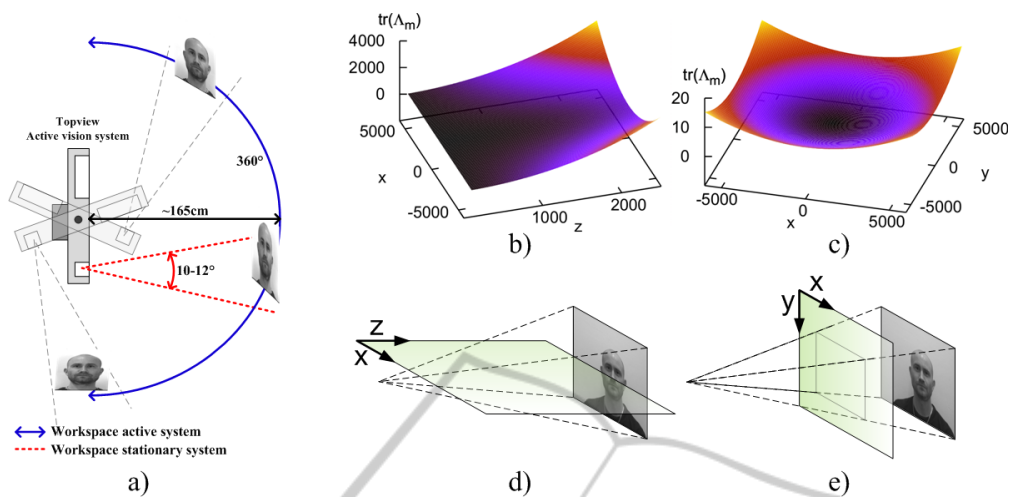 Topview
Active vision system
360°
~165cm
10-12°
Workspace active system
Workspace stationary system
a)
tr(Λm)
4000
2000
0
5000
x
0
-5000
1000
z
2000
b)
tr(Λm)
20
10
0
-5000
x
0
5000
5000
y
0
-5000
c)
z
x
d)
x
y
e)